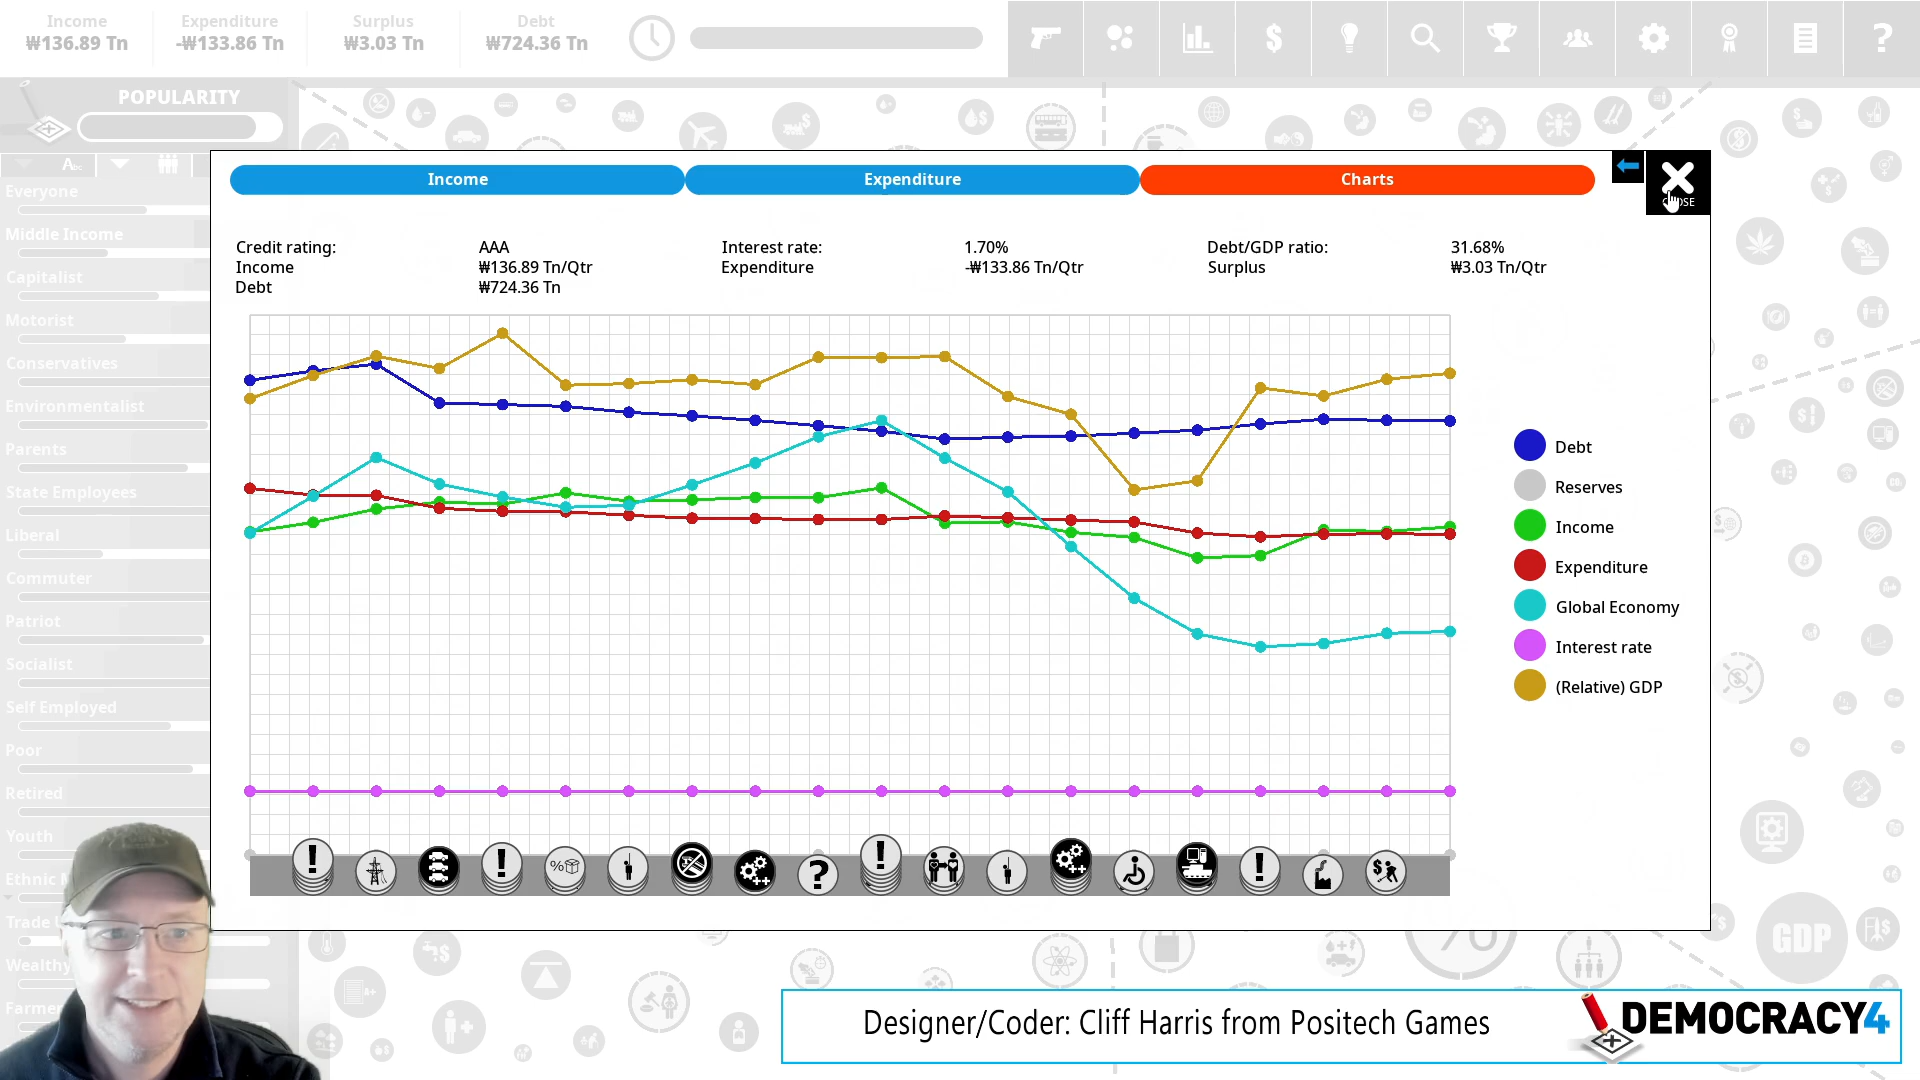 Income
Expenditure
Surplus
Debt
₩136.89 Tn
-₩133.86 Tn
₩3.03 Tn
₩724.36 Tn
POPULARITY
Everyone
Middle Income
Capitalist
Motorist
Conservatives
Environmentalist
Parents
State Employees
Liberal
Commuter
Patriot
Socialist
Self Employed
Poor
Retired
Youth
Ethnic
Trade
Wealthy
Farmer
Income
Expenditure
Charts
Credit rating:
AAA
Interest rate:
1.70%
Debt/GDP ratio:
31.68%
Income
₩136.89 Tn/Qtr
Expenditure
-₩133.86 Tn/Qtr
Surplus
₩3.03 Tn/Qtr
Debt
₩724.36 Tn
Debt
Reserves
Income
Expenditure
Global Economy
Interest rate
(Relative) GDP
GDP
Designer/Coder: Cliff Harris from Positech Games
DEMOCRACY4